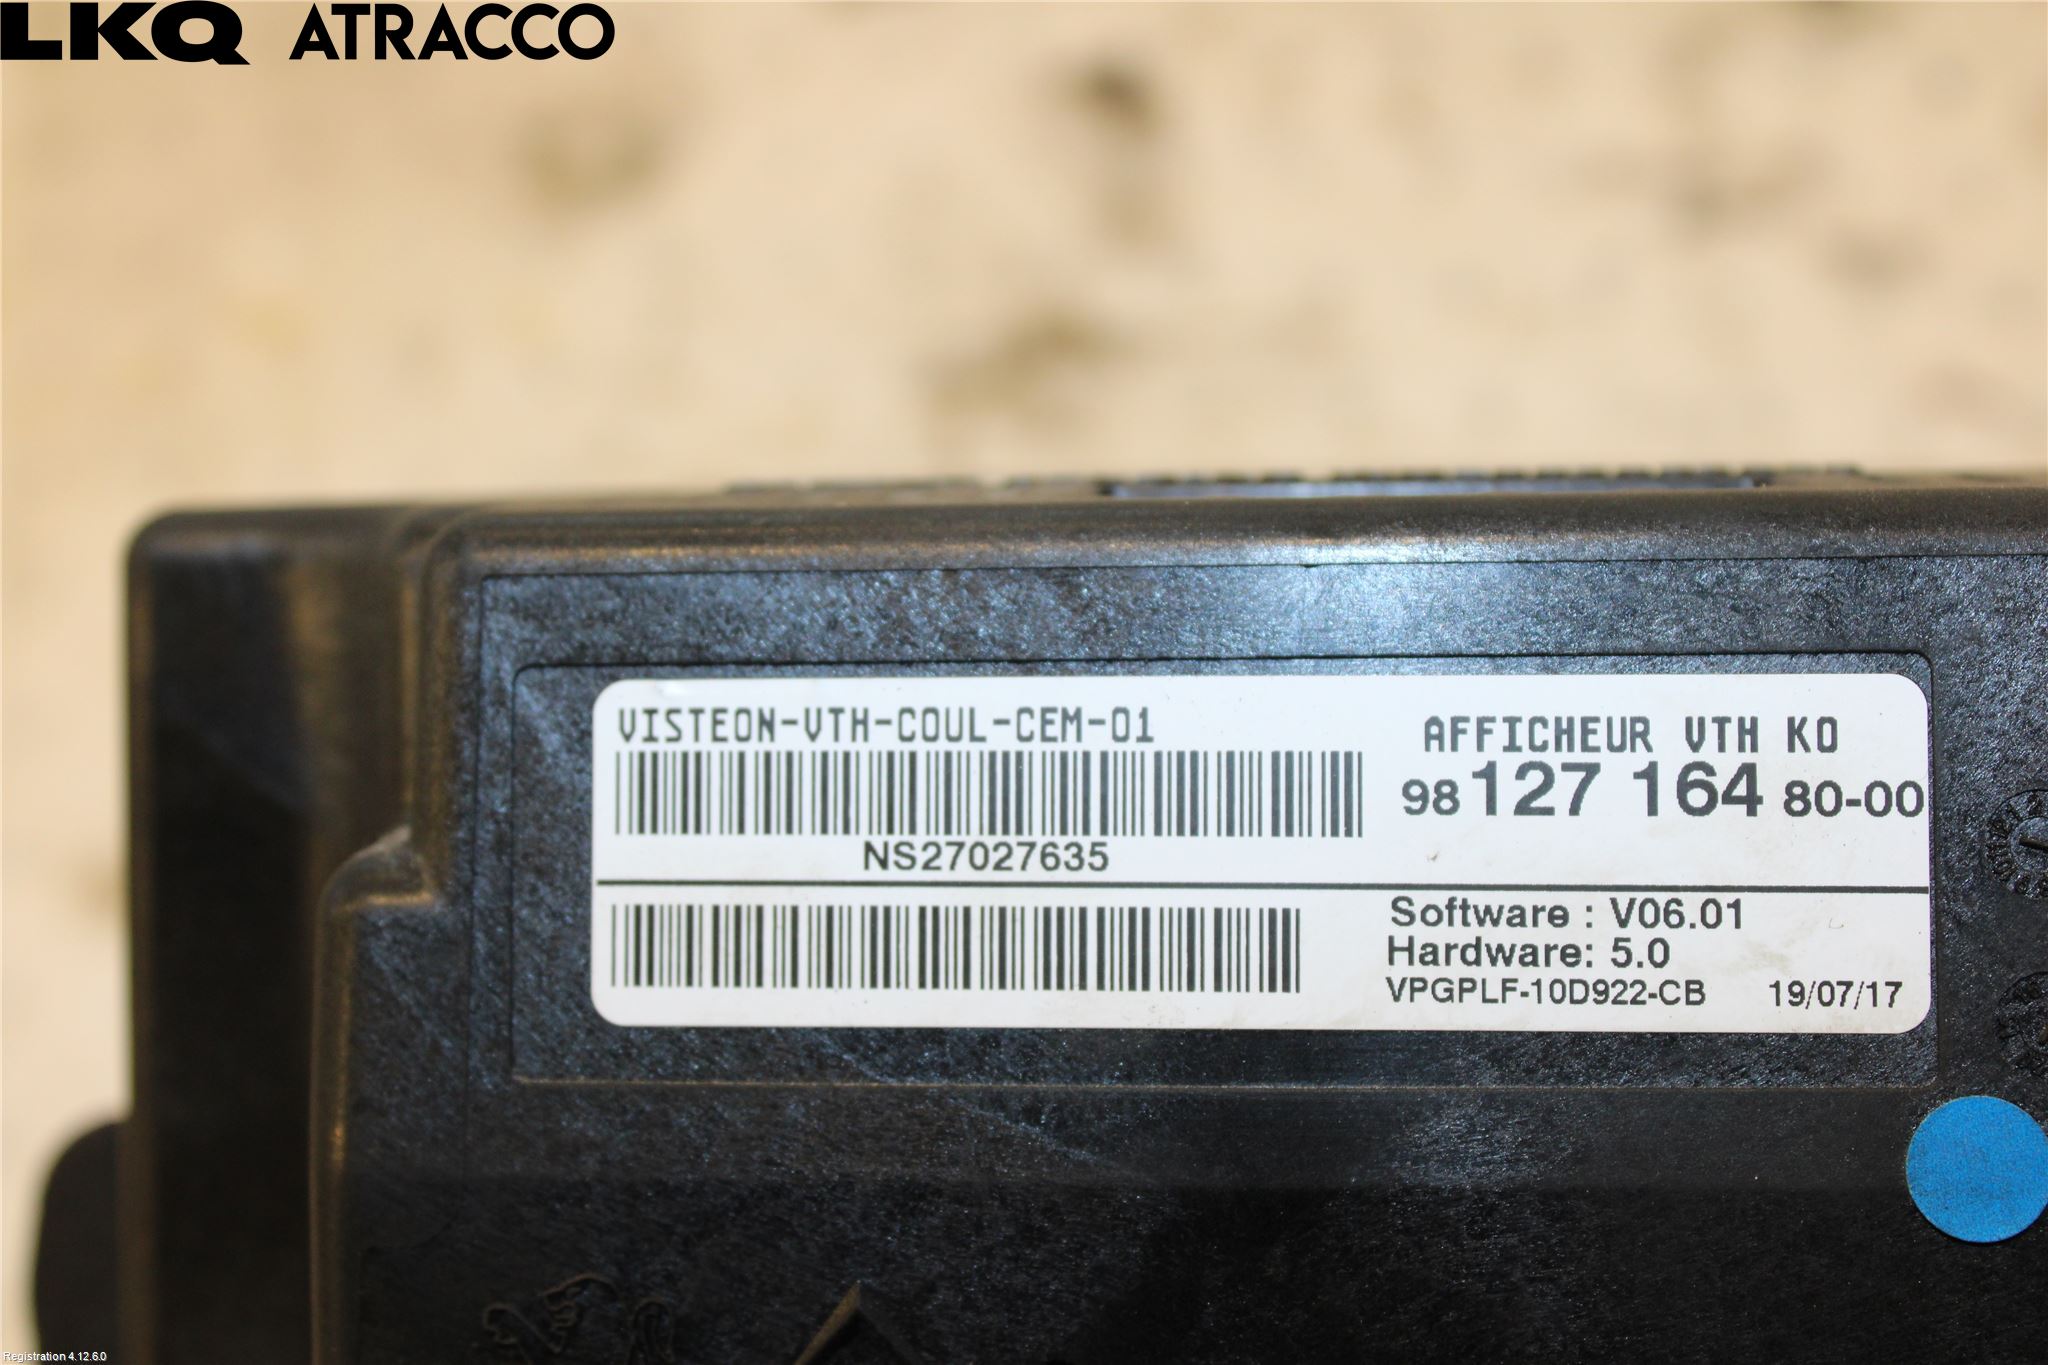 LKQ ATRACCO
VISTEON-VTH-COUL-CEM-01
NS27027635
AFFICHEUR VTH KO
98 127 164 80-00
Software : V06.01
Hardware: 5.0
VPGPLF-10D922-CB 19/07/17
Registration 4.12.6.0